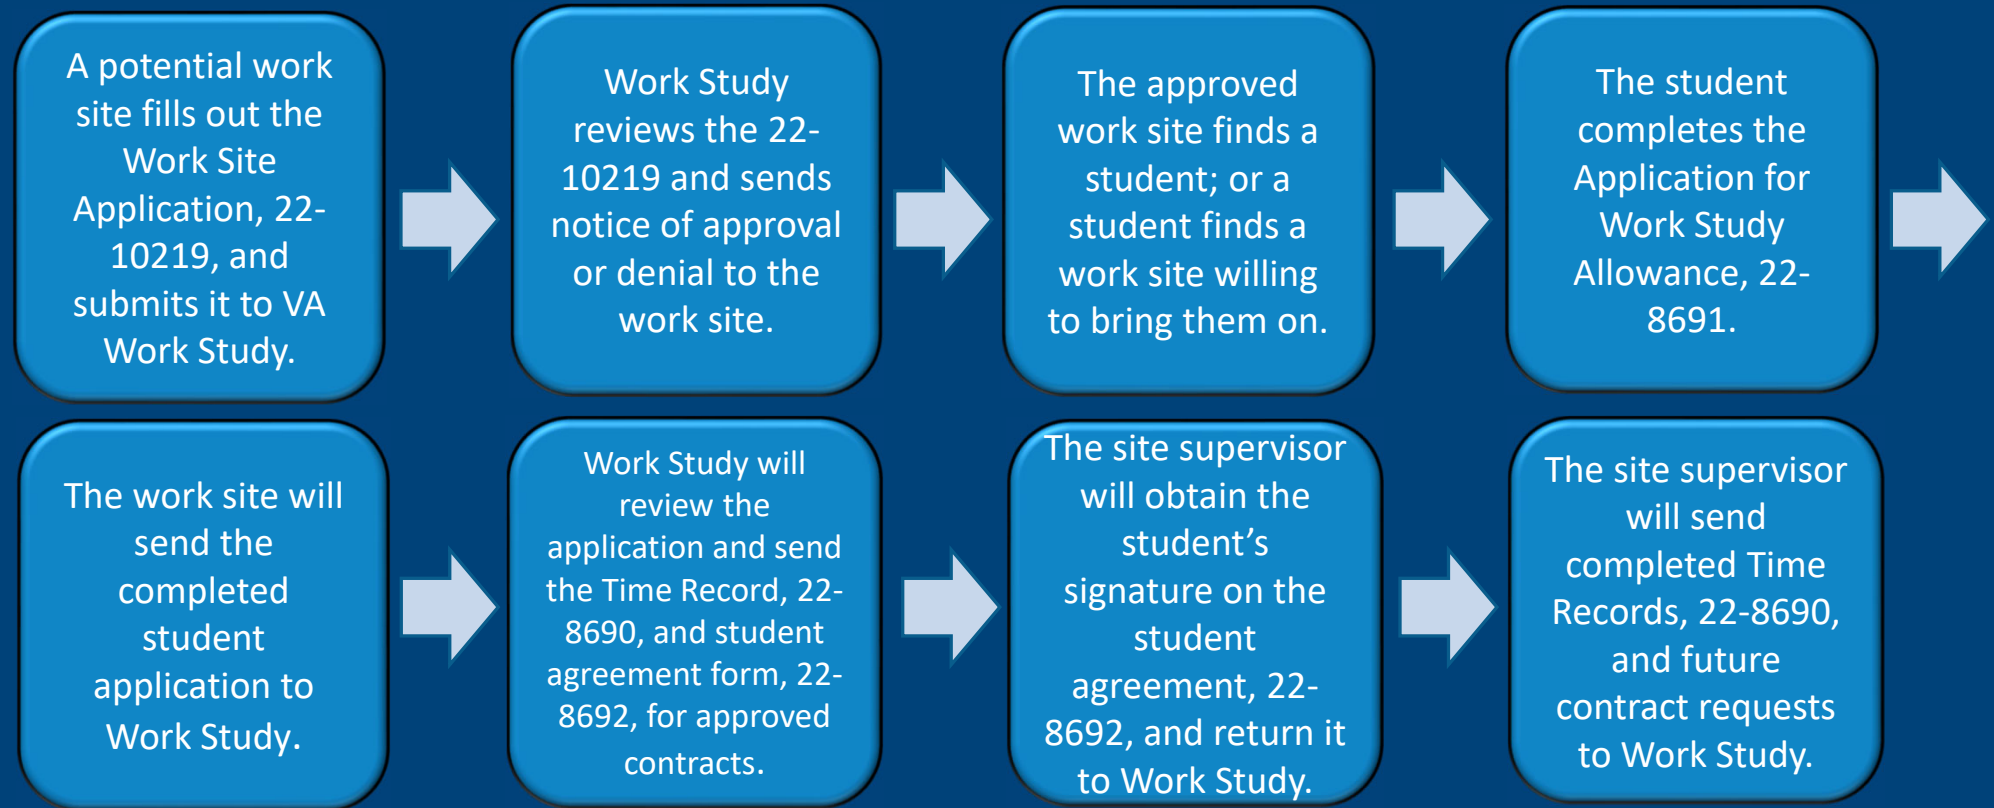 A potential work
site fills out the
Work Site
Application, 22-
10219, and
submits it to VA
Work Study.
Work Study
reviews the 22-
10219 and sends
notice of approval
or denial to the
work site.
The approved
work site finds a
student; or a
student finds a
work site willing
to bring them on.
The student
completes the
Application for
Work Study
Allowance, 22-
8691.
The work site will
send the
completed
student
application to
Work Study.
Work Study will
review the
application and send
the Time Record, 22-
8690, and student
agreement form, 22-
8692, for approved
contracts.
The site supervisor
will obtain the
student’s
signature on the
student
agreement, 22-
8692, and return it
to Work Study.
The site supervisor
will send
completed Time
Records, 22-8690,
and future
contract requests
to Work Study.